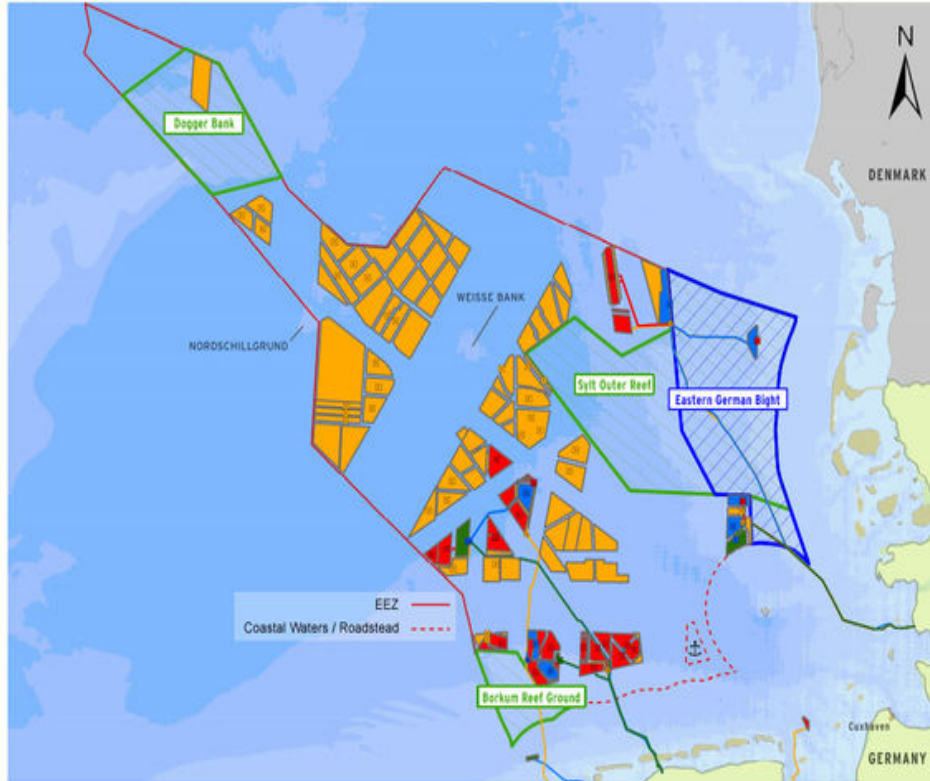 N
Dogger Bank
DENMARK
WEISSE BANK
NORDSCHILLGRUND
Sylt Outer Reef
Eastern German Bight
EEZ
Coastal Waters / Roadstead
Borkum Reef Ground
Cuxhaven
GERMANY